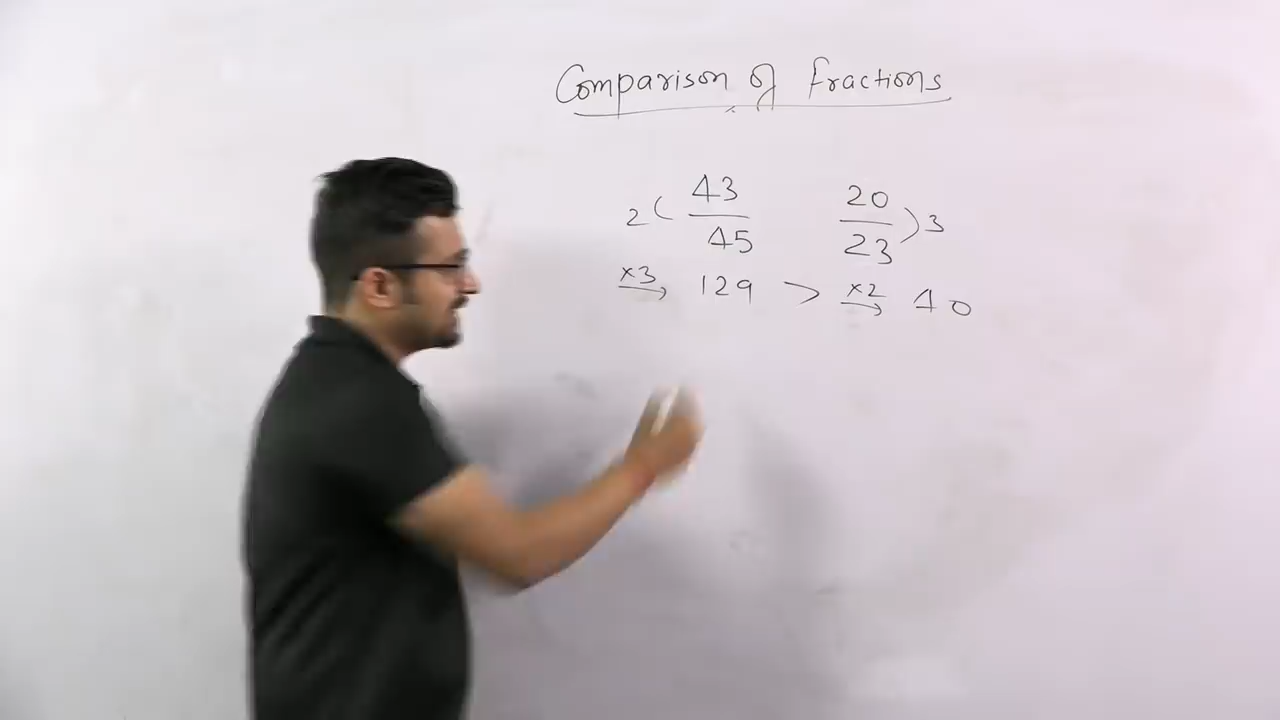 Comparison of fractions
2 ( 43/45 20/23 ) 3
×3 → 129 > ×2 → 40